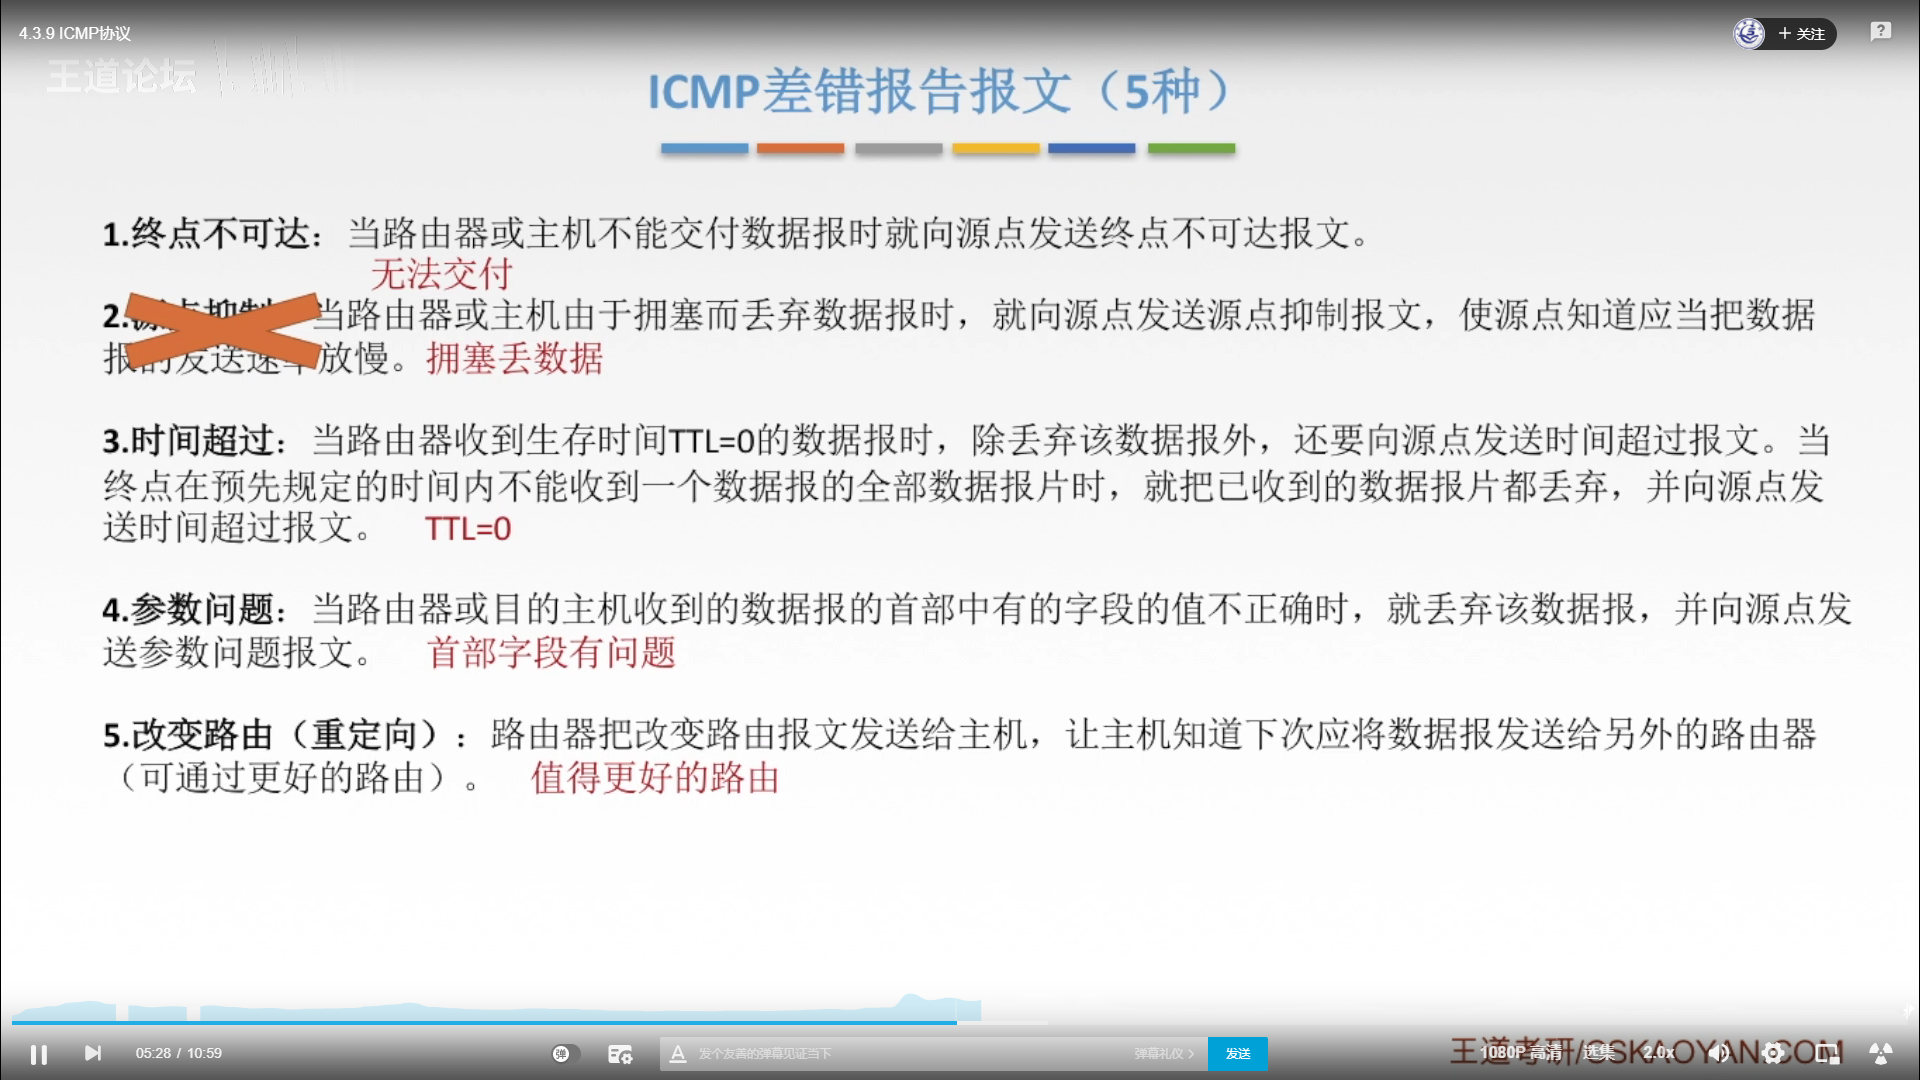 4.3.9 ICMP协议
+ 关注
王道论坛
ICMP差错报告报文（5种）
1.终点不可达：当路由器或主机不能交付数据报时就向源点发送终点不可达报文。
无法交付
2.源点抑制：当路由器或主机由于拥塞而丢弃数据报时，就向源点发送源点抑制报文，使源点知道应当把数据
报的发送速率放慢。 拥塞丢数据
3.时间超过：当路由器收到生存时间TTL=0的数据报时，除丢弃该数据报外，还要向源点发送时间超过报文。当
终点在预先规定的时间内不能收到一个数据报的全部数据报片时，就把已收到的数据报片都丢弃，并向源点发
送时间超过报文。 TTL=0
4.参数问题：当路由器或目的主机收到的数据报的首部中有的字段的值不正确时，就丢弃该数据报，并向源点发
送参数问题报文。 首部字段有问题
5.改变路由（重定向）：路由器把改变路由报文发送给主机，让主机知道下次应将数据报发送给另外的路由器
（可通过更好的路由）。 值得更好的路由
05:28 / 10:59
弹
A 发个友善的弹幕见证当下
弹幕礼仪 >
发送
王道考研/CSKAOYAN.COM
1080P 高清 选集 2.0x